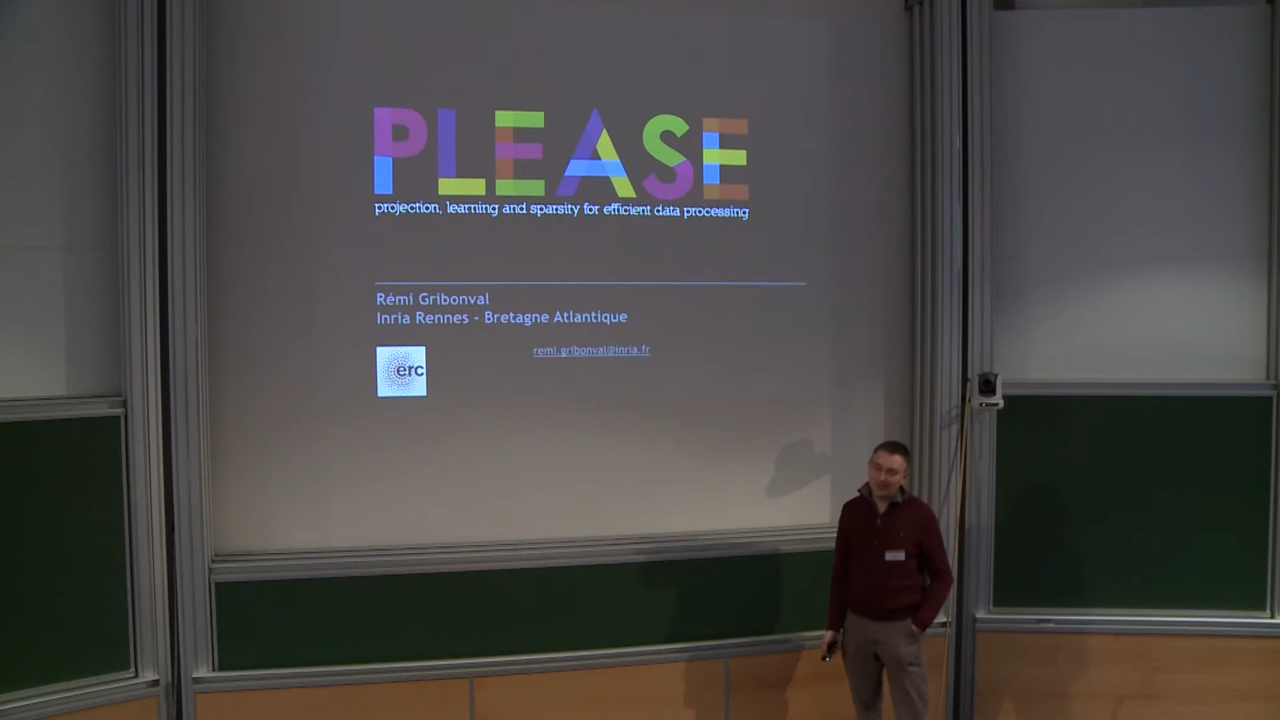 PLEASE
projection, learning and sparsity for efficient data processing
Rémi Gribonval
Inria Rennes - Bretagne Atlantique
remi.gribonval@inria.fr
erc